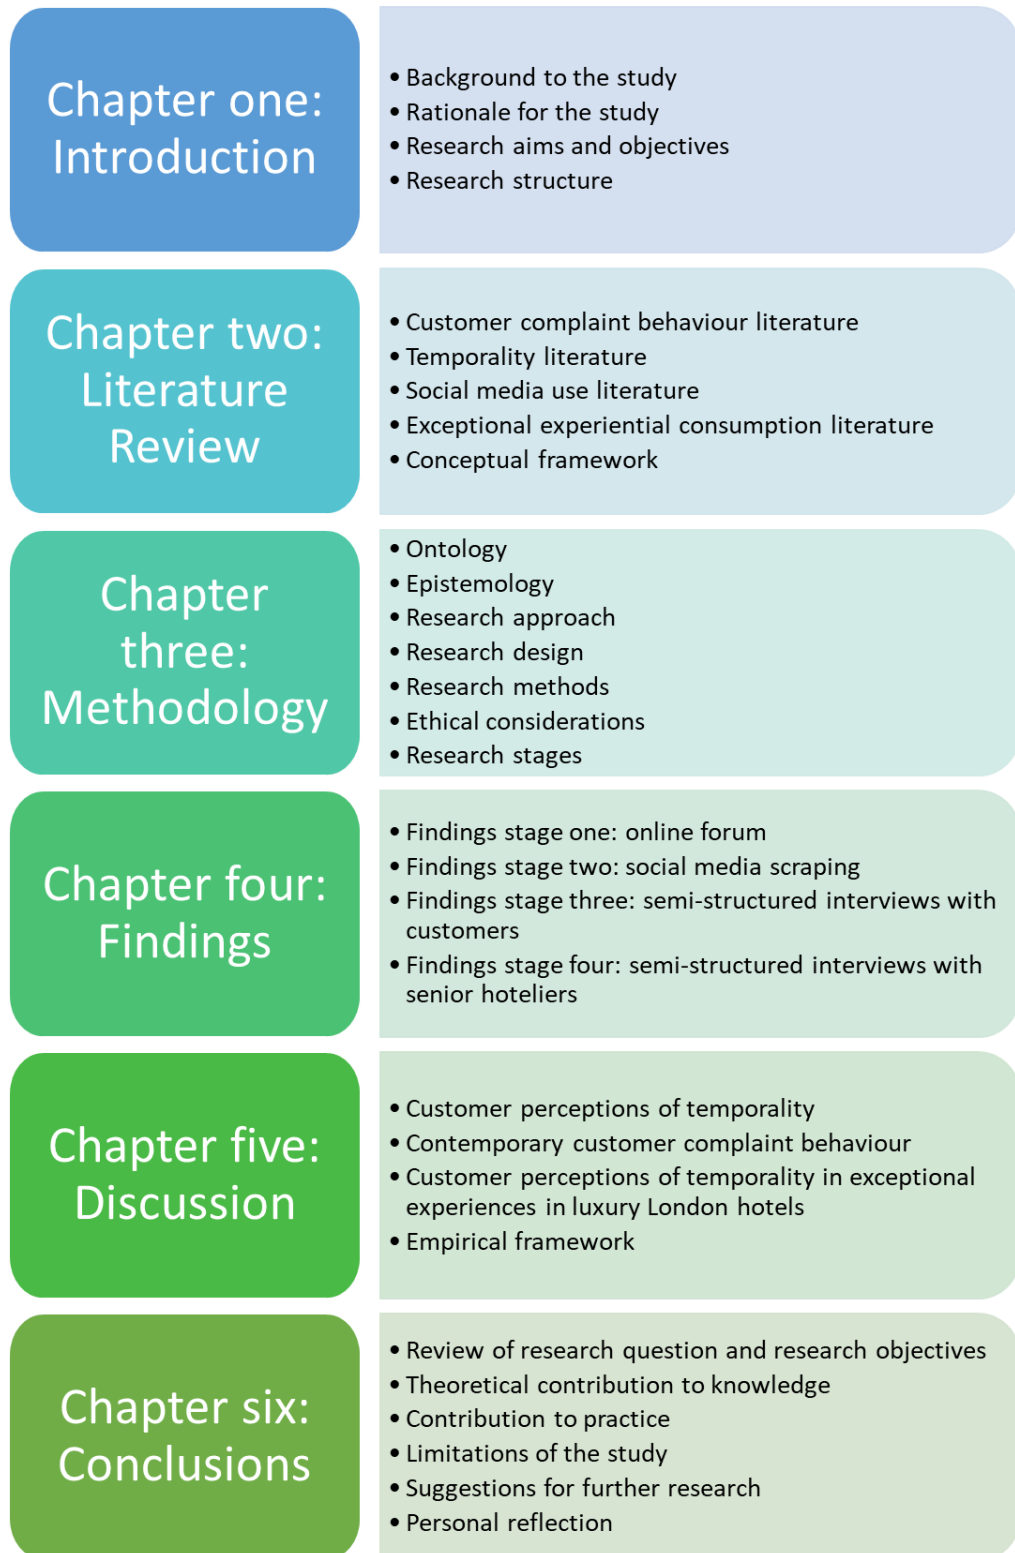 Chapter one:
Introduction
• Background to the study
• Rationale for the study
• Research aims and objectives
• Research structure
Chapter two:
Literature
Review
• Customer complaint behaviour literature
• Temporality literature
• Social media use literature
• Exceptional experiential consumption literature
• Conceptual framework
Chapter
three:
Methodology
• Ontology
• Epistemology
• Research approach
• Research design
• Research methods
• Ethical considerations
• Research stages
Chapter four:
Findings
• Findings stage one: online forum
• Findings stage two: social media scraping
• Findings stage three: semi-structured interviews with
customers
• Findings stage four: semi-structured interviews with
senior hoteliers
Chapter five:
Discussion
• Customer perceptions of temporality
• Contemporary customer complaint behaviour
• Customer perceptions of temporality in exceptional
experiences in luxury London hotels
• Empirical framework
Chapter six:
Conclusions
• Review of research question and research objectives
• Theoretical contribution to knowledge
• Contribution to practice
• Limitations of the study
• Suggestions for further research
• Personal reflection